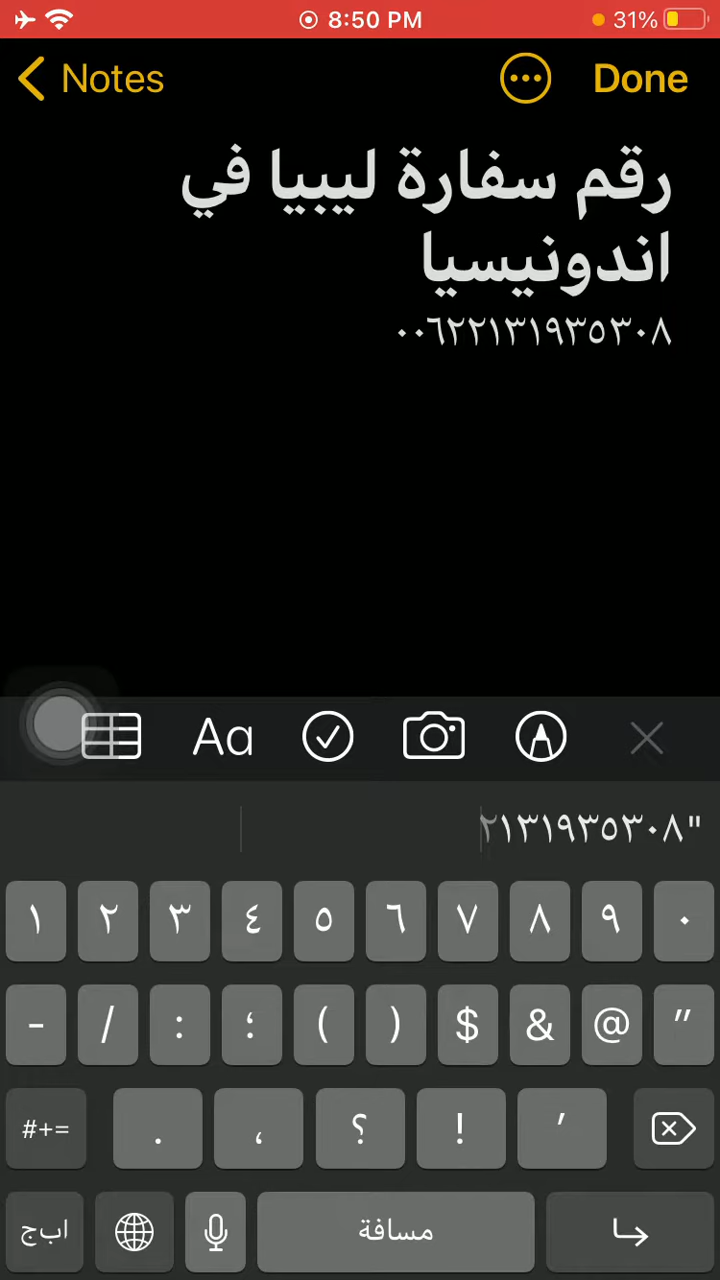 8:50 PM
31%
Notes
Done
رقم سفارة ليبيا في
اندونيسيا
٠٠٦٢٢١٣١٩٣٥٣٠٨
Aa
٢١٣١٩٣٥٣٠٨"
١ ٢ ٣ ٤ ٥ ٦ ٧ ٨ ٩ ٠
- / : ؛ ( ) $ & @ "
#+= . ، ؟ ! '
اب‌ج مسافة